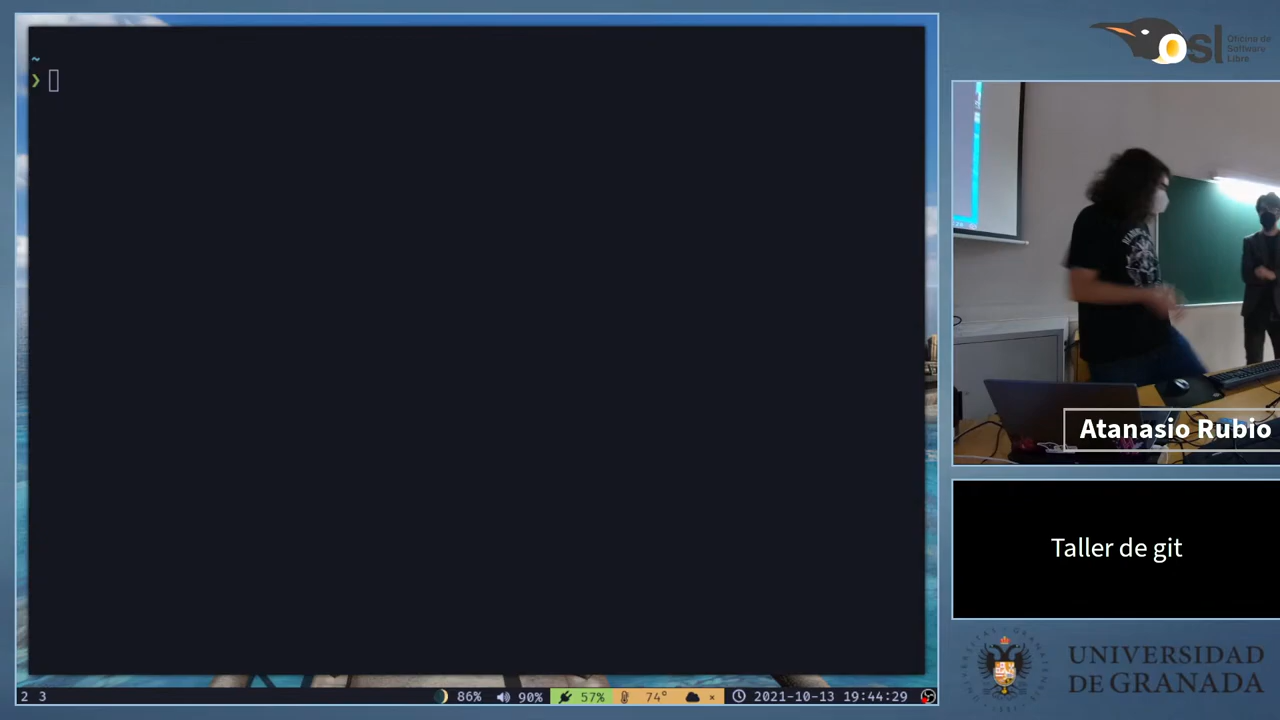 ~
❯
2 3
86% 90% 57% 74° × 2021-10-13 19:44:29
osl
Oficina de
Software
Libre
Atanasio Rubio
Taller de git
UNIVERSIDAD
DE GRANADA